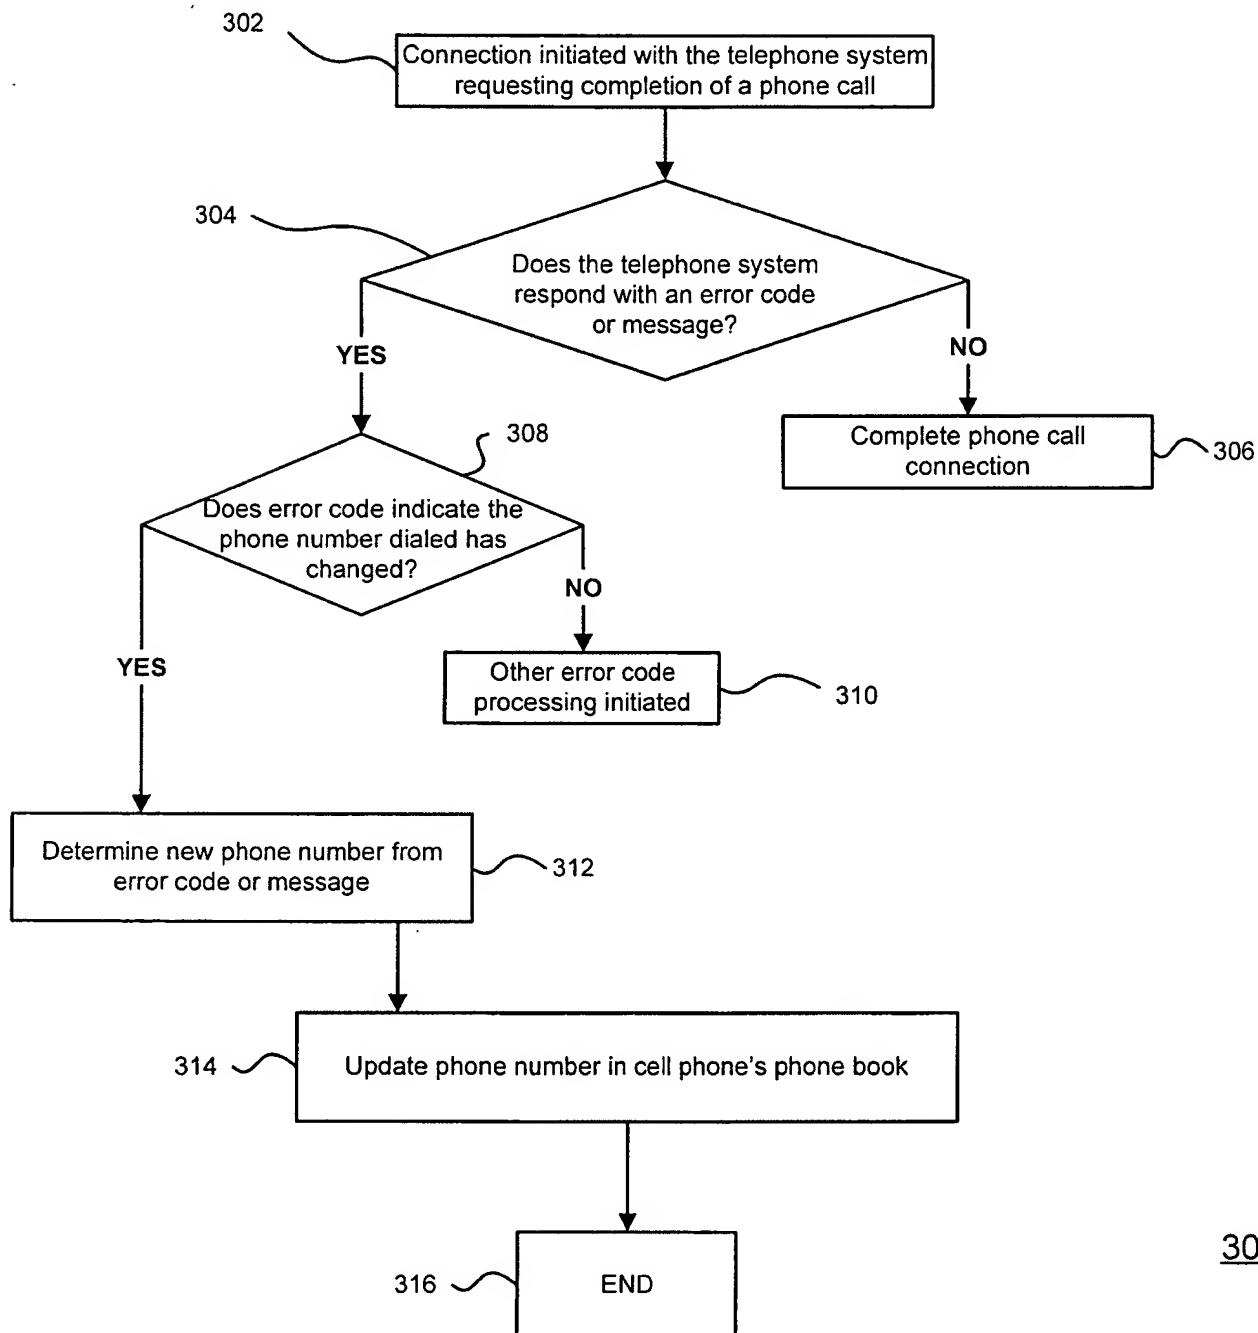 302
Connection initiated with the telephone system
requesting completion of a phone call
304
Does the telephone system
respond with an error code
or message?
YES
NO
308
Complete phone call
connection
306
Does error code indicate the
phone number dialed has
changed?
NO
YES
Other error code
processing initiated
310
Determine new phone number from
error code or message
312
314
Update phone number in cell phone's phone book
30
316
END